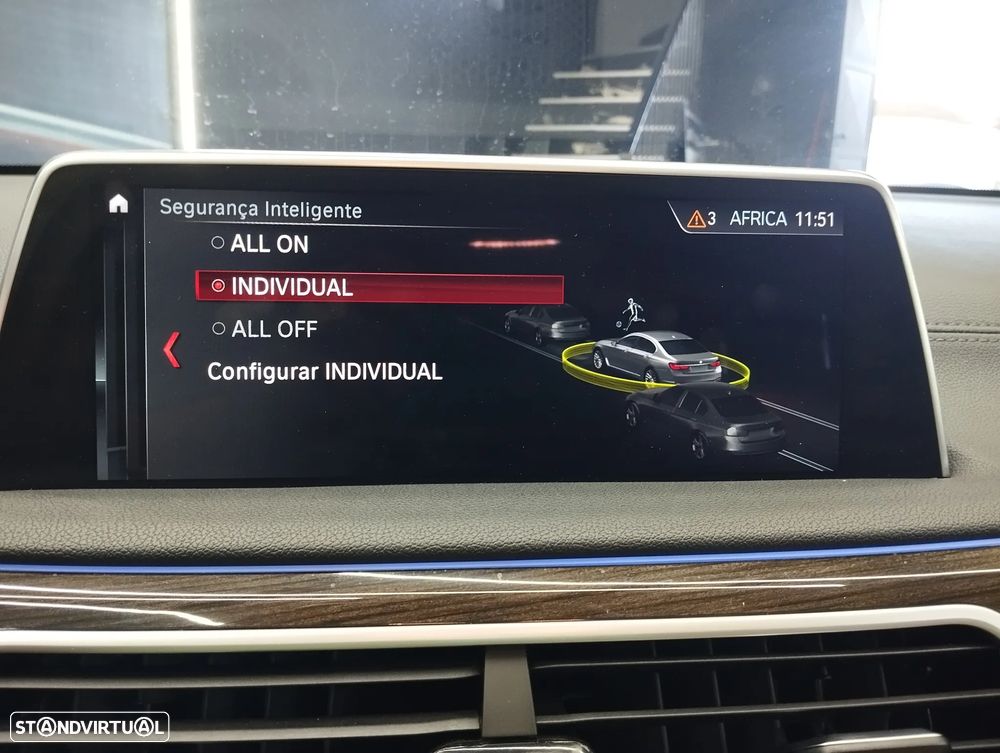 Segurança Inteligente
3 AFRICA 11:51
ALL ON
INDIVIDUAL
ALL OFF
Configurar INDIVIDUAL
STANDVIRTUAL